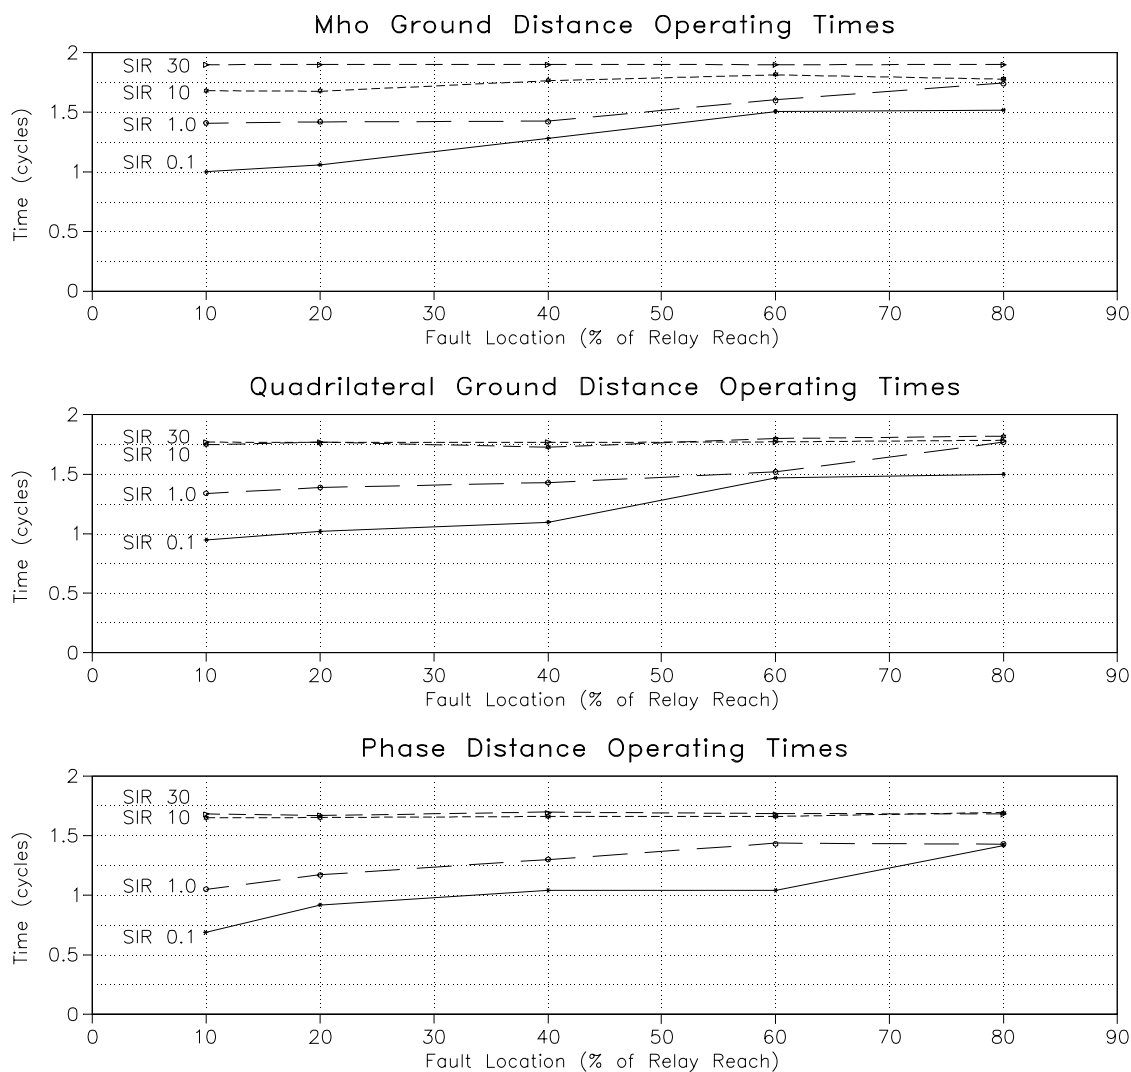 Mho Ground Distance Operating Times
2
SIR 30
SIR 10
1.5
SIR 1.0
SIR 0.1
1
0.5
0
Time (cycles)
0 10 20 30 40 50 60 70 80 90
Fault Location (% of Relay Reach)
Quadrilateral Ground Distance Operating Times
2
SIR 30
SIR 10
1.5
SIR 1.0
1
SIR 0.1
0.5
0
Time (cycles)
0 10 20 30 40 50 60 70 80 90
Fault Location (% of Relay Reach)
Phase Distance Operating Times
2
SIR 30
SIR 10
1.5
SIR 1.0
1
SIR 0.1
0.5
0
Time (cycles)
0 10 20 30 40 50 60 70 80 90
Fault Location (% of Relay Reach)